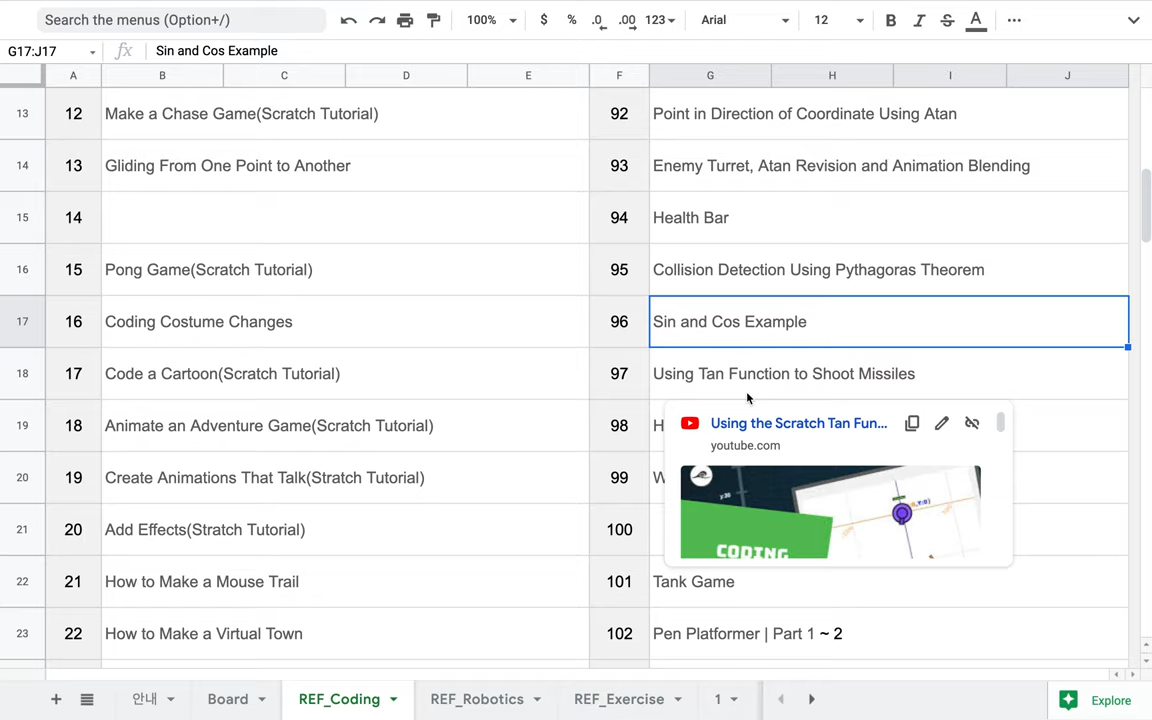 Search the menus (Option+/)
100%
$ % .0 .00 123
Arial
12
B I S A
G17:J17
fx
Sin and Cos Example
A B C D E F G H I J
13 12 Make a Chase Game(Scratch Tutorial) 92 Point in Direction of Coordinate Using Atan
14 13 Gliding From One Point to Another 93 Enemy Turret, Atan Revision and Animation Blending
15 14 94 Health Bar
16 15 Pong Game(Scratch Tutorial) 95 Collision Detection Using Pythagoras Theorem
17 16 Coding Costume Changes 96 Sin and Cos Example
18 17 Code a Cartoon(Scratch Tutorial) 97 Using Tan Function to Shoot Missiles
19 18 Animate an Adventure Game(Scratch Tutorial) 98 H
Using the Scratch Tan Fun...
youtube.com
20 19 Create Animations That Talk(Stratch Tutorial) 99 W
21 20 Add Effects(Stratch Tutorial) 100
CODING
22 21 How to Make a Mouse Trail 101 Tank Game
23 22 How to Make a Virtual Town 102 Pen Platformer | Part 1 ~ 2
안내 Board REF_Coding REF_Robotics REF_Exercise 1
Explore